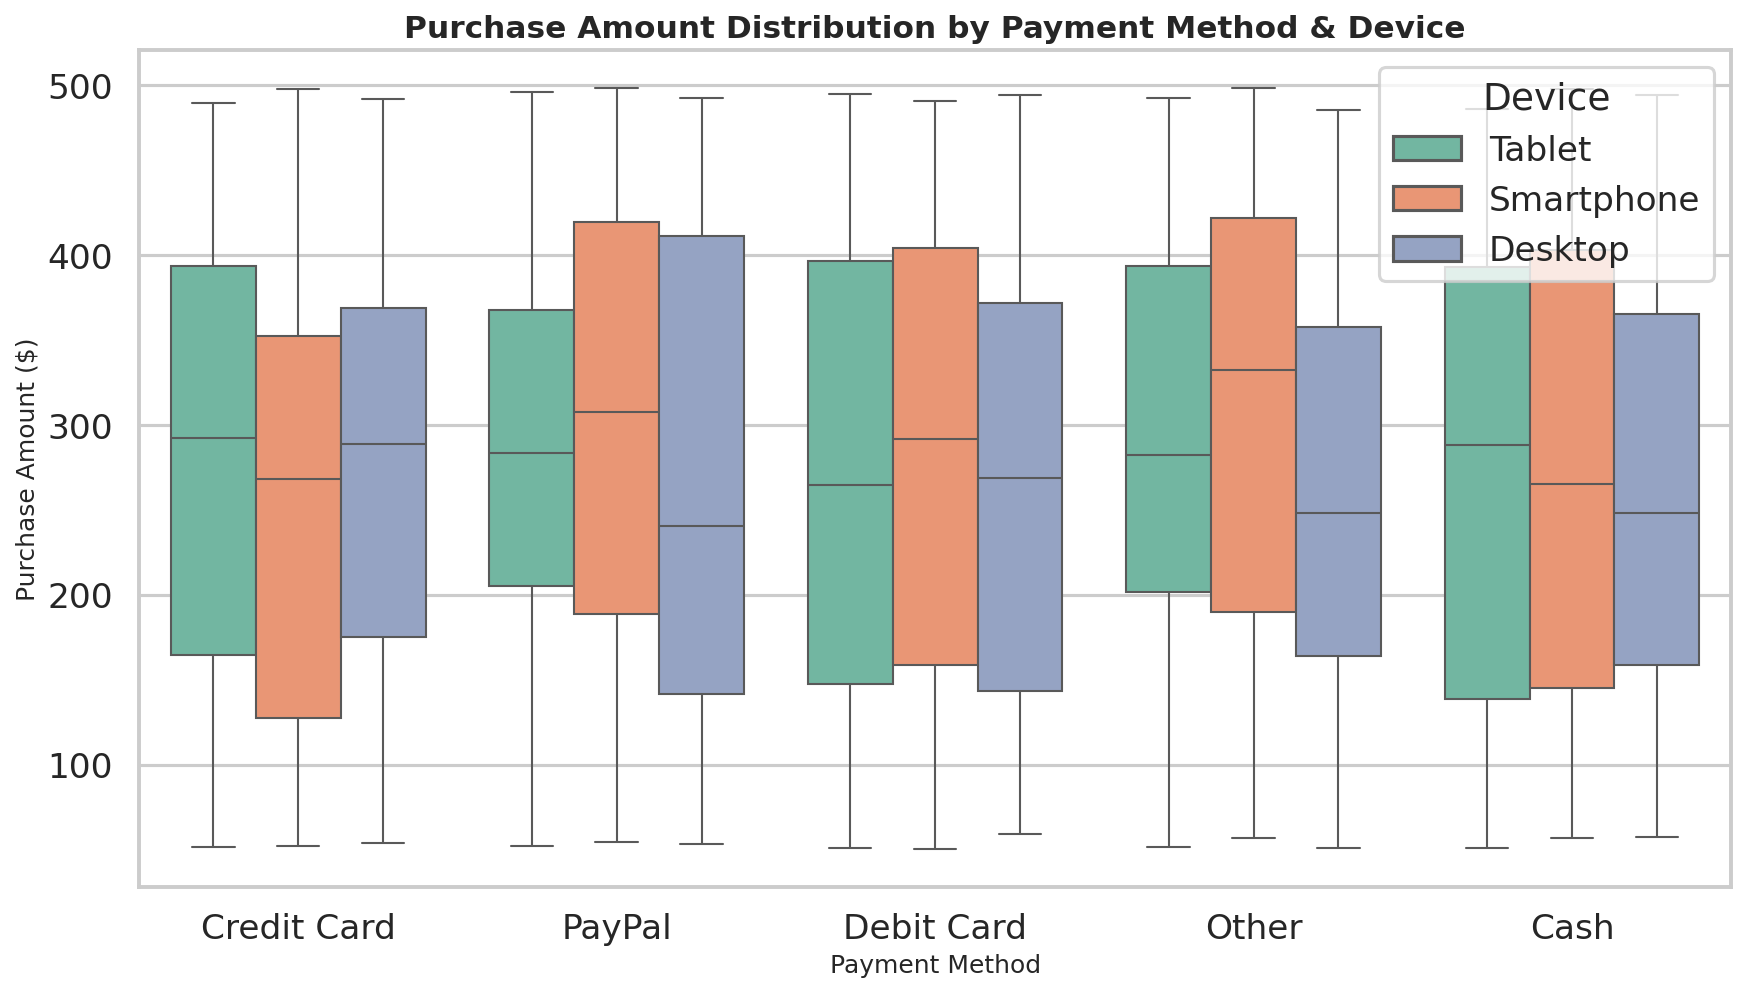 Purchase Amount Distribution by Payment Method & Device
Purchase Amount ($)
500
400
300
200
100
Device
Tablet
Smartphone
Desktop
Credit Card
PayPal
Debit Card
Other
Cash
Payment Method